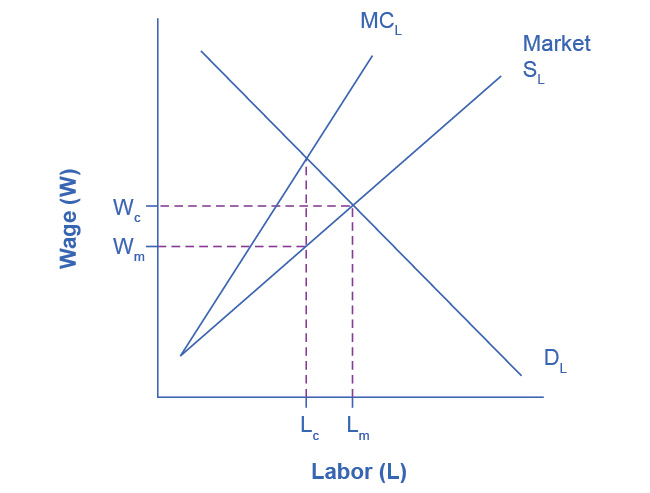 MCL
Market
SL
Wage (W)
Wc
Wm
DL
Lc
Lm
Labor (L)